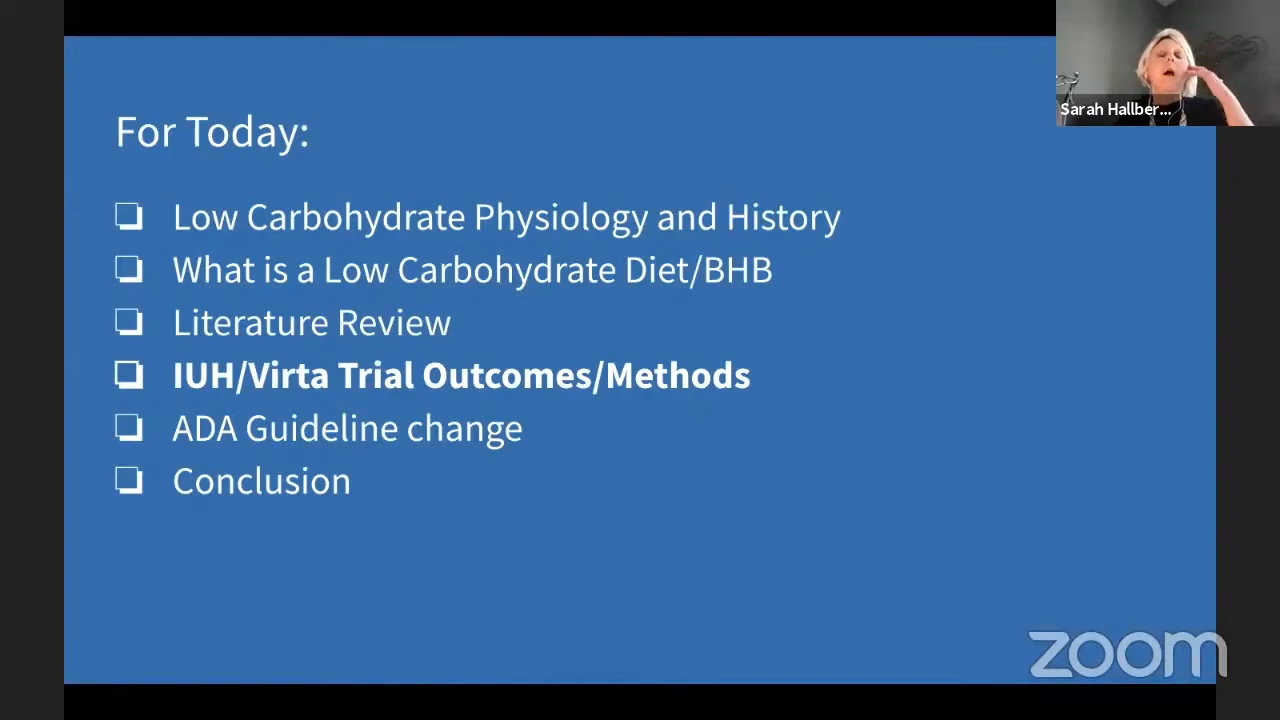 For Today:
Low Carbohydrate Physiology and History
What is a Low Carbohydrate Diet/BHB
Literature Review
IUH/Virta Trial Outcomes/Methods
ADA Guideline change
Conclusion
Sarah Hallber...
zoom